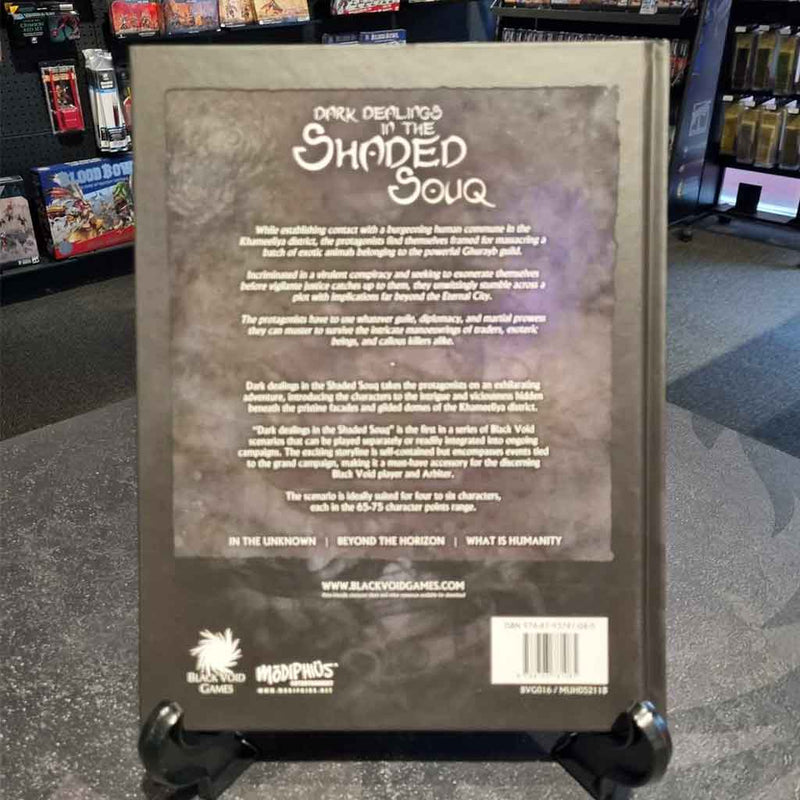 BLOOD BOWL
DARK DEALINGS
IN THE
SHADED
SOUQ
While establishing contact with a burgeoning human commune in the
Khameeliya district, the protagonists find themselves framed for massacring a
batch of exotic animals belonging to the powerful Ghurayb guild.
Incriminated in a virulent conspiracy and seeking to exonerate themselves
before vigilante justice catches up to them, they unwittingly stumble across a
plot with implications far beyond the Eternal City.
The protagonists have to use whatever guile, diplomacy, and martial prowess
they can muster to survive the intricate manoeuvrings of traders, esoteric
beings, and callous killers alike.
Dark dealings in the Shaded Souq takes the protagonists on an exhilarating
adventure, introducing the characters to the intrigue and viciousness hidden
beneath the pristine facades and gilded domes of the Khameeliya district.
"Dark dealings in the Shaded Souq" is the first in a series of Black Void
scenarios that can be played separately or readily integrated into ongoing
campaigns. The exciting storyline is self-contained but encompasses events tied
to the grand campaign, making it a must-have accessory for the discerning
Black Void player and Arbiter.
The scenario is ideally suited for four to six characters,
each in the 65-75 character points range.
IN THE UNKNOWN | BEYOND THE HORIZON | WHAT IS HUMANITY
WWW.BLACKVOIDGAMES.COM
BLACK VOID
GAMES
MŌDIPHIÜS
ENTERTAINMENT
WWW.MODIPHIUS.NET
ISBN
BVG016 / MUH052118